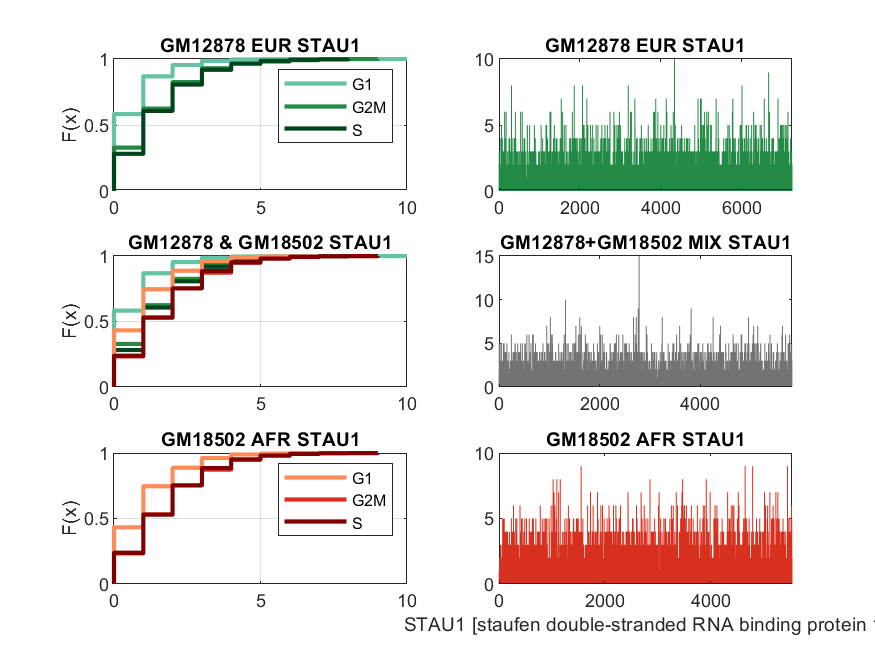 GM12878 EUR STAU1
F(x)
1
0.5
0
0 5 10
G1
G2M
S
GM12878 EUR STAU1
10
5
0
0 2000 4000 6000
GM12878 & GM18502 STAU1
F(x)
1
0.5
0
0 5 10
GM12878+GM18502 MIX STAU1
15
10
5
0
0 2000 4000
GM18502 AFR STAU1
F(x)
1
0.5
0
0 5 10
G1
G2M
S
GM18502 AFR STAU1
10
5
0
0 2000 4000
STAU1 [staufen double-stranded RNA binding protein